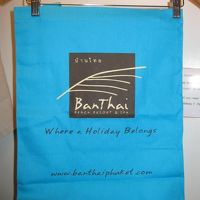 บ้านไทย
BanThai
BEACH RESORT & SPA
Where a Holiday Belongs
www.banthaiphuket.com